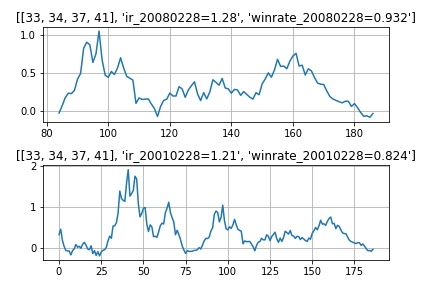 [[33, 34, 37, 41], 'ir_20080228=1.28', 'winrate_20080228=0.932']
1.0
0.5
0.0
80 100 120 140 160 180
[[33, 34, 37, 41], 'ir_20010228=1.21', 'winrate_20010228=0.824']
2
1
0
0 25 50 75 100 125 150 175